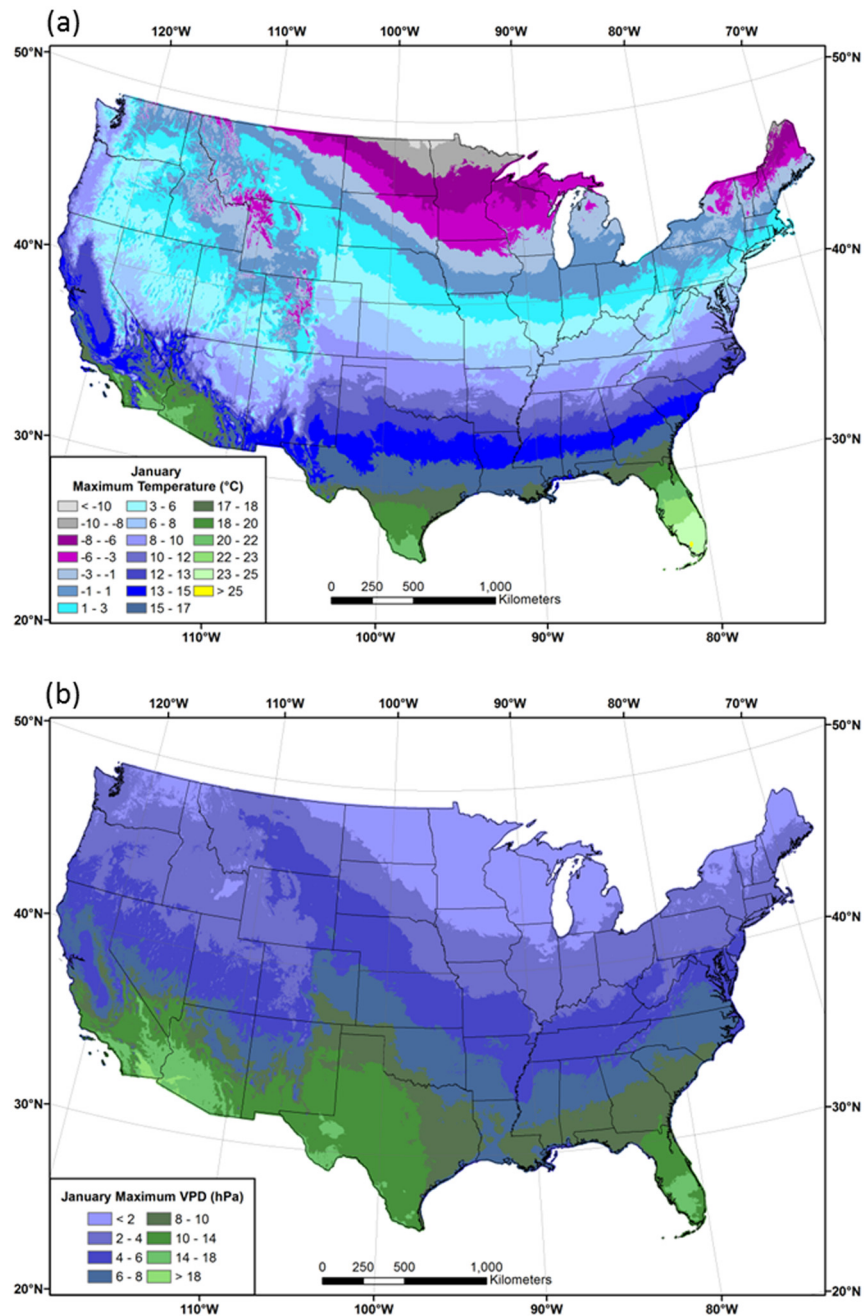 (a)
120°W 110°W 100°W 90°W 80°W 70°W
50°N 50°N
40°N 40°N
30°N 30°N
20°N 20°N
January
Maximum Temperature (°C)
< -10 3 - 6 17 - 18
-10 - -8 6 - 8 18 - 20
-8 - -6 8 - 10 20 - 22
-6 - -3 10 - 12 22 - 23
-3 - -1 12 - 13 23 - 25
-1 - 1 13 - 15 > 25
1 - 3 15 - 17
0 250 500 1,000
Kilometers
110°W 100°W 90°W 80°W
(b)
120°W 110°W 100°W 90°W 80°W 70°W
50°N 50°N
40°N 40°N
30°N 30°N
20°N 20°N
January Maximum VPD (hPa)
< 2 8 - 10
2 - 4 10 - 14
4 - 6 14 - 18
6 - 8 > 18
0 250 500 1,000
Kilometers
110°W 100°W 90°W 80°W